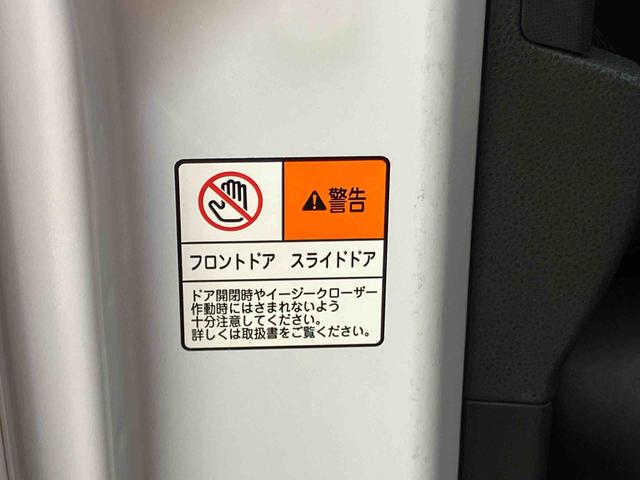 警告
フロントドア スライドドア
ドア開閉時やイージークローザー
作動時にはさまれないよう
十分注意してください。
詳しくは取扱書をご覧ください。